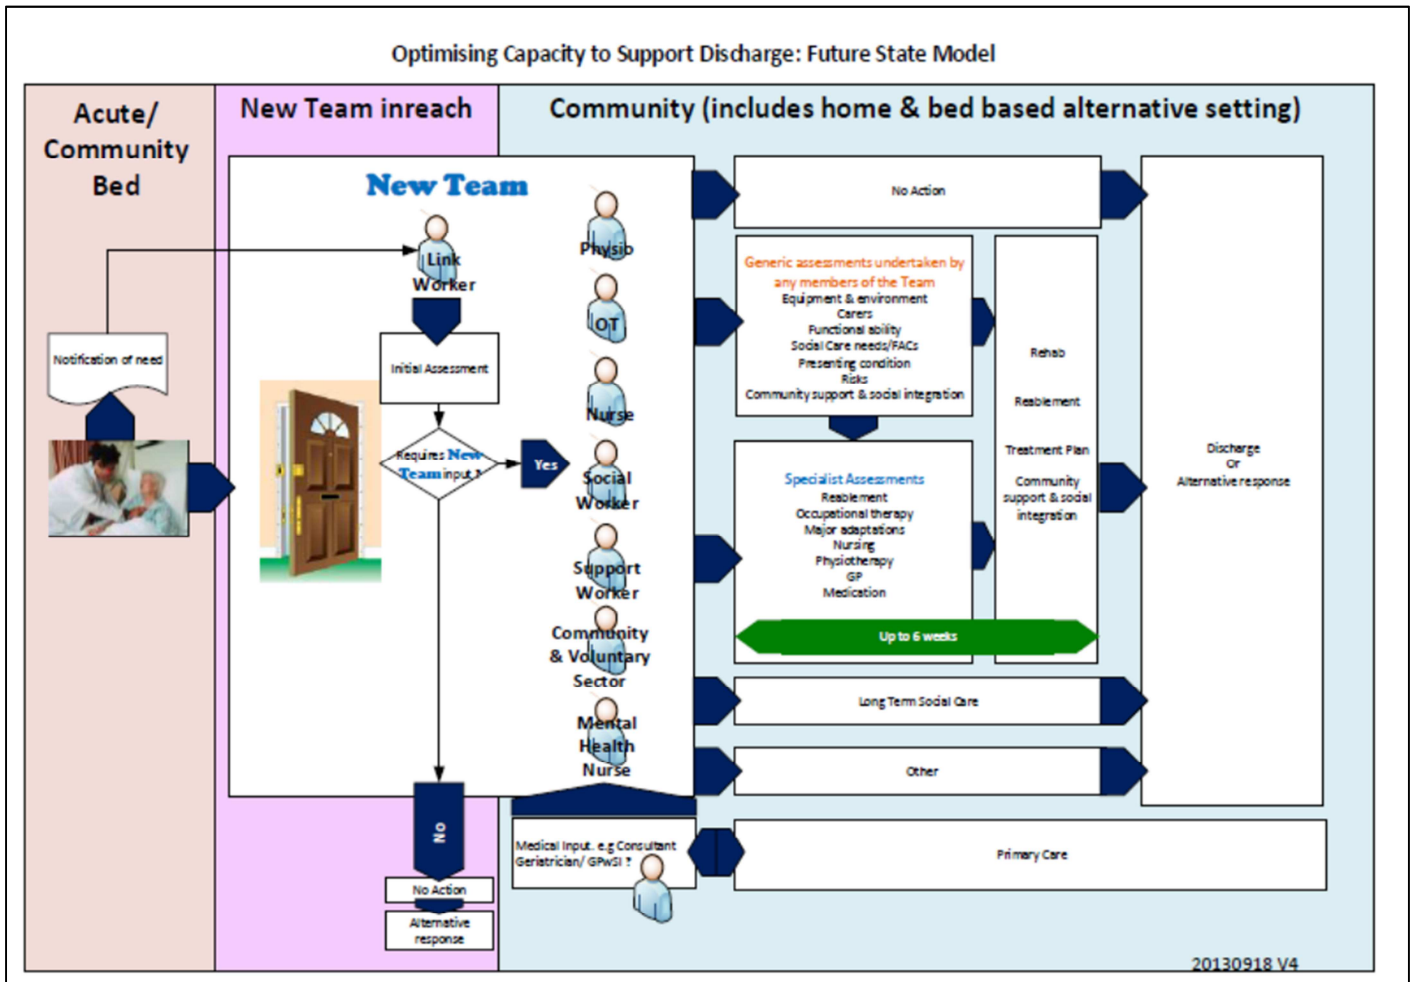 Optimising Capacity to Support Discharge: Future State Model
Acute/
Community
Bed
New Team inreach
Community (includes home & bed based alternative setting)
New Team
Link
Worker
Notification of need
Initial Assessment
Requires New
Team input ?
Yes
No
No Action
Alternative
response
Physio
OT
Nurse
Social
Worker
Support
Worker
Community
& Voluntary
Sector
Mental
Health
Nurse
Medical Input. e.g Consultant
Geriatrician/ GPwSI ?
No Action
Generic assessments undertaken by
any members of the Team
Equipment & environment
Carers
Functional ability
Social Care needs/FACs
Presenting condition
Risks
Community support & social integration
Specialist Assessments
Reablement
Occupational therapy
Major adaptations
Nursing
Physiotherapy
GP
Medication
Rehab
Reablement
Treatment Plan
Community
support & social
integration
Up to 6 weeks
Long Term Social Care
Other
Primary Care
Discharge
Or
Alternative response
20130918 V4